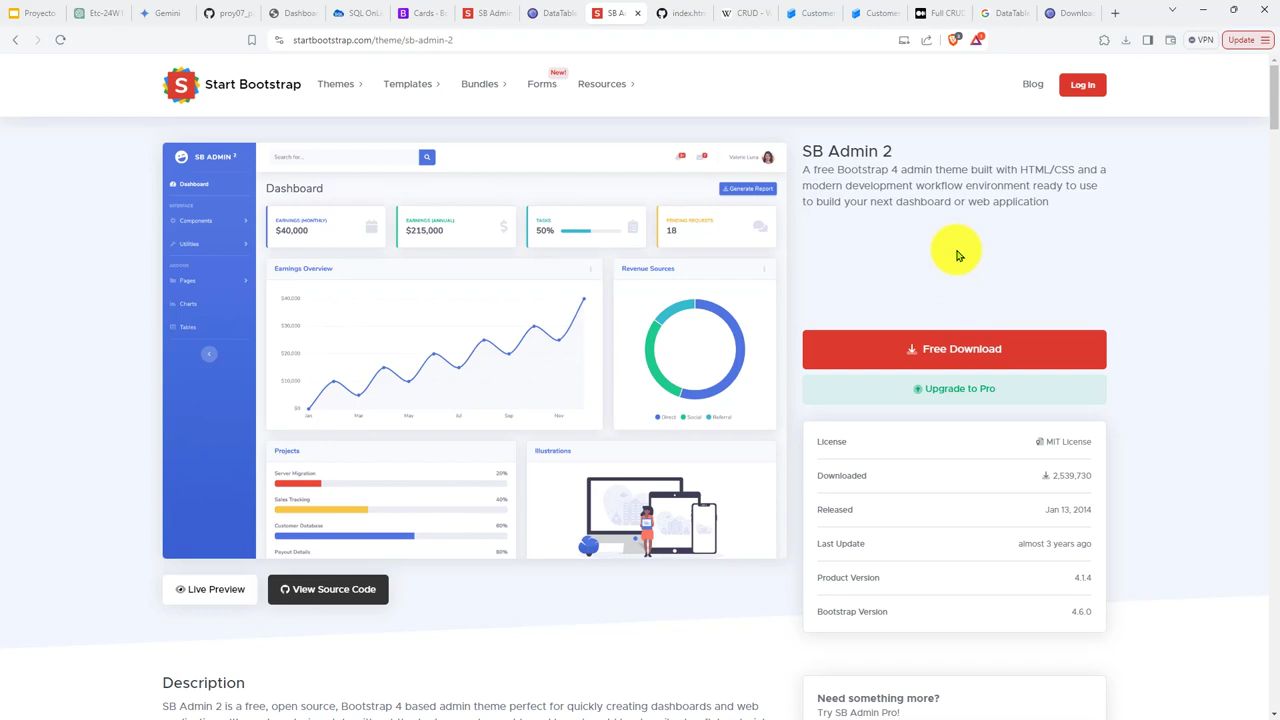 Proyecto
Etc-24W
Gemini
proy07_p
Dashboa
SQL OnL
Cards - B
SB Admin
DataTab
SB A
index.htm
CRUD – V
Custome
Custome
Full CRUD
DataTab
Downloa
startbootstrap.com/theme/sb-admin-2
VPN
Update
S
Start Bootstrap
Themes
Templates
Bundles
New!
Forms
Resources
Blog
Log In
SB ADMIN 2
Dashboard
INTERFACE
Components
Utilities
Pages
Charts
Tables
Search for...
Valerie Luna
Dashboard
Generate Report
EARNINGS (MONTHLY)
$40,000
EARNINGS (ANNUAL)
$215,000
TASKS
50%
PENDING REQUESTS
18
Earnings Overview
$40,000
$30,000
$20,000
$10,000
$0
Jan
Mar
May
Jul
Sep
Nov
Revenue Sources
Direct
Social
Referral
Projects
Server Migration
20%
Sales Tracking
40%
Customer Database
60%
Payout Details
80%
Illustrations
Live Preview
View Source Code
SB Admin 2
A free Bootstrap 4 admin theme built with HTML/CSS and a
modern development workflow environment ready to use
to build your next dashboard or web application
Free Download
Upgrade to Pro
License
MIT License
Downloaded
2,539,730
Released
Jan 13, 2014
Last Update
almost 3 years ago
Product Version
4.1.4
Bootstrap Version
4.6.0
Description
SB Admin 2 is a free, open source, Bootstrap 4 based admin theme perfect for quickly creating dashboards and web
Need something more?
Try SB Admin Pro!